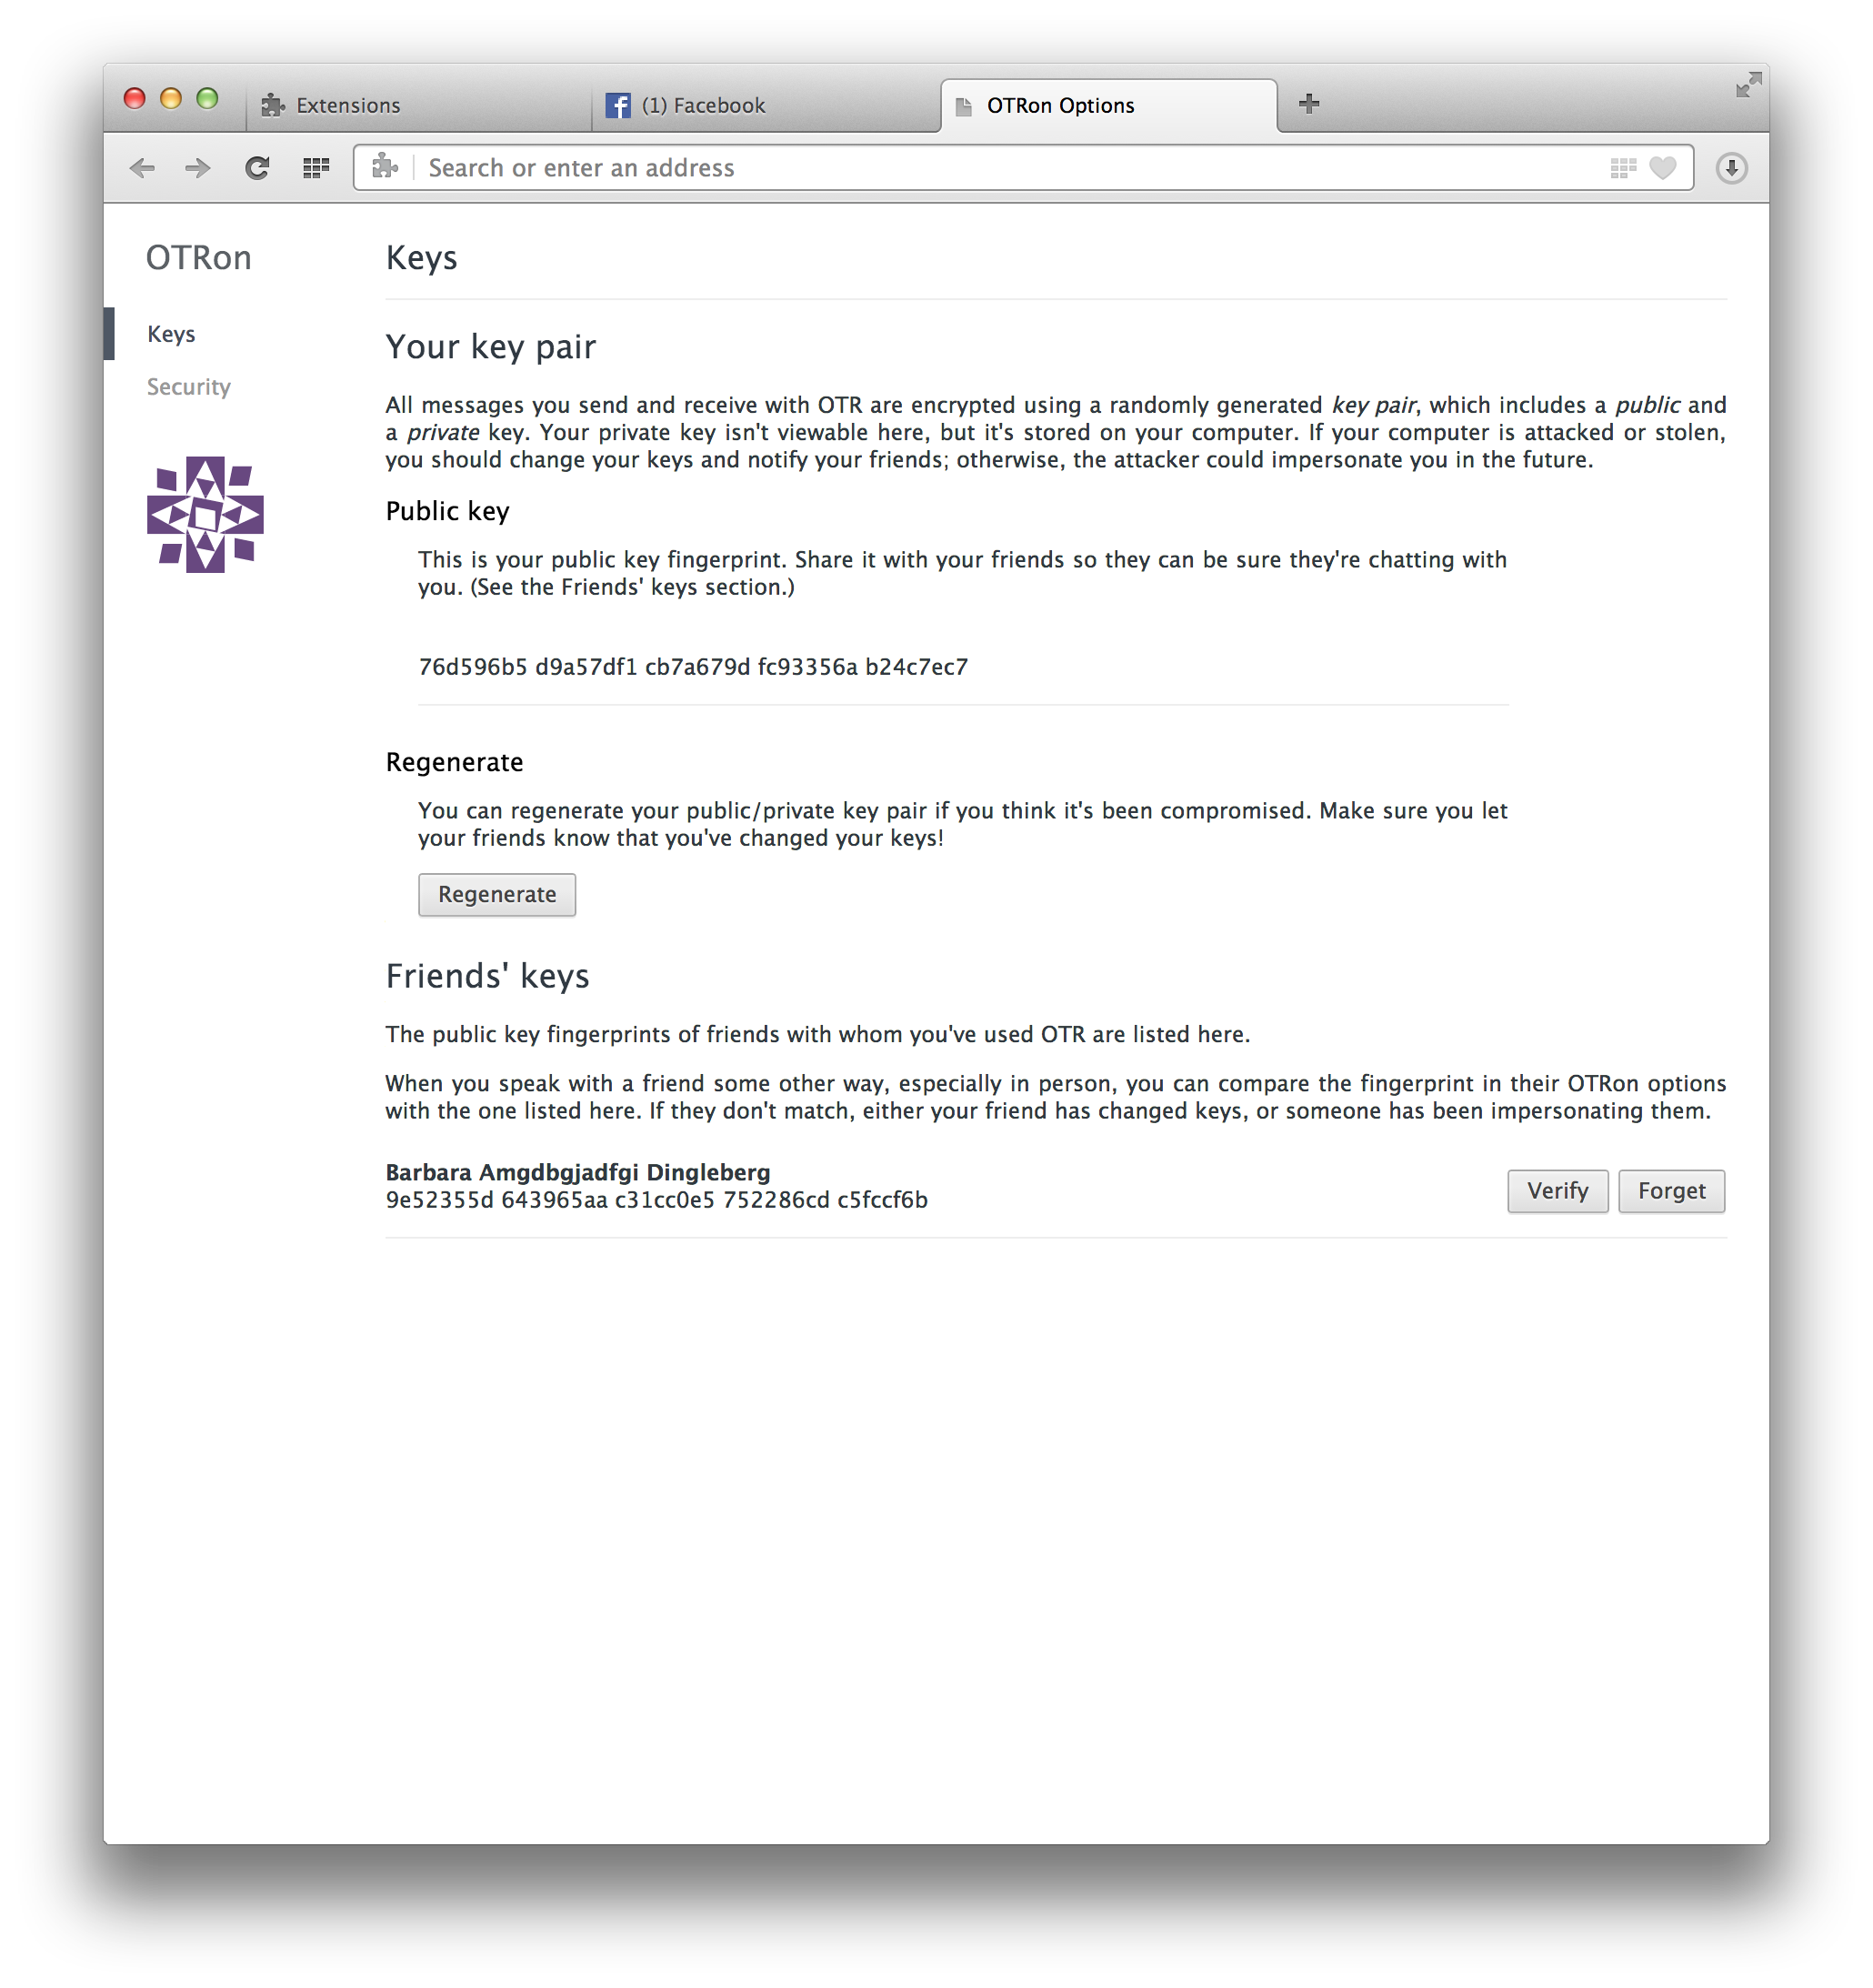 Extensions
(1) Facebook
OTRon Options
Search or enter an address
OTRon
Keys
Security
Keys
Your key pair
All messages you send and receive with OTR are encrypted using a randomly generated key pair, which includes a public and
a private key. Your private key isn't viewable here, but it's stored on your computer. If your computer is attacked or stolen,
you should change your keys and notify your friends; otherwise, the attacker could impersonate you in the future.
Public key
This is your public key fingerprint. Share it with your friends so they can be sure they're chatting with
you. (See the Friends' keys section.)
76d596b5 d9a57df1 cb7a679d fc93356a b24c7ec7
Regenerate
You can regenerate your public/private key pair if you think it's been compromised. Make sure you let
your friends know that you've changed your keys!
Regenerate
Friends' keys
The public key fingerprints of friends with whom you've used OTR are listed here.
When you speak with a friend some other way, especially in person, you can compare the fingerprint in their OTRon options
with the one listed here. If they don't match, either your friend has changed keys, or someone has been impersonating them.
Barbara Amgdbgjadfgi Dingleberg
9e52355d 643965aa c31cc0e5 752286cd c5fccf6b
Verify
Forget